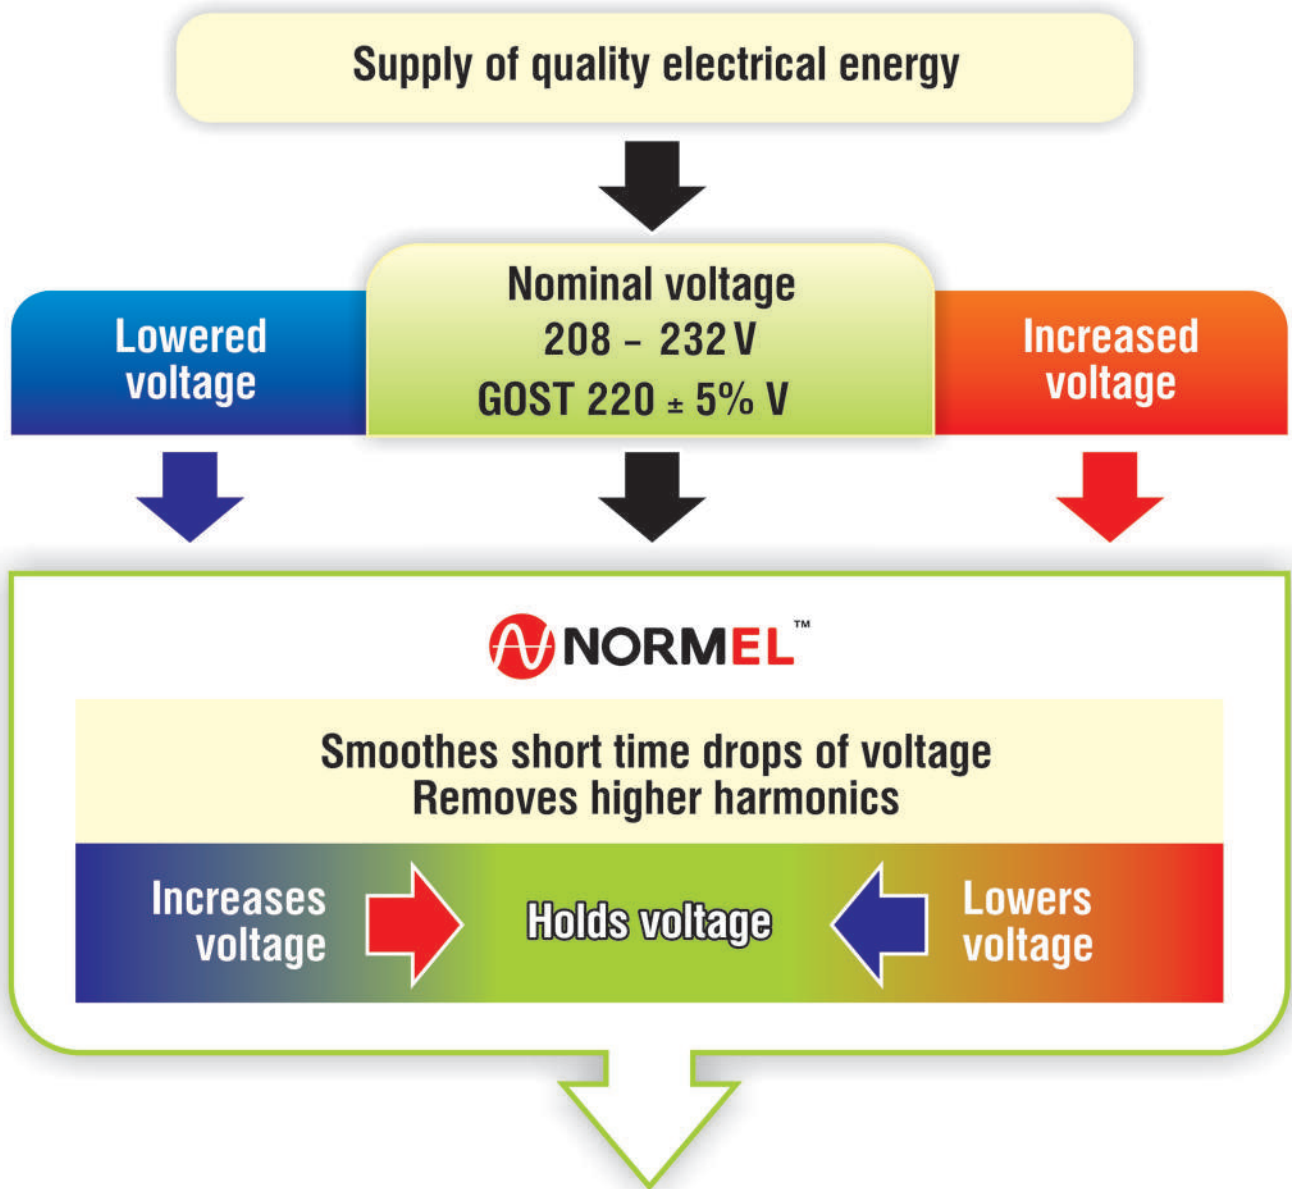 Supply of quality electrical energy
Nominal voltage
208 – 232 V
GOST 220 ± 5% V
Lowered
voltage
Increased
voltage
NORMEL™
Smoothes short time drops of voltage
Removes higher harmonics
Increases
voltage
Holds voltage
Lowers
voltage